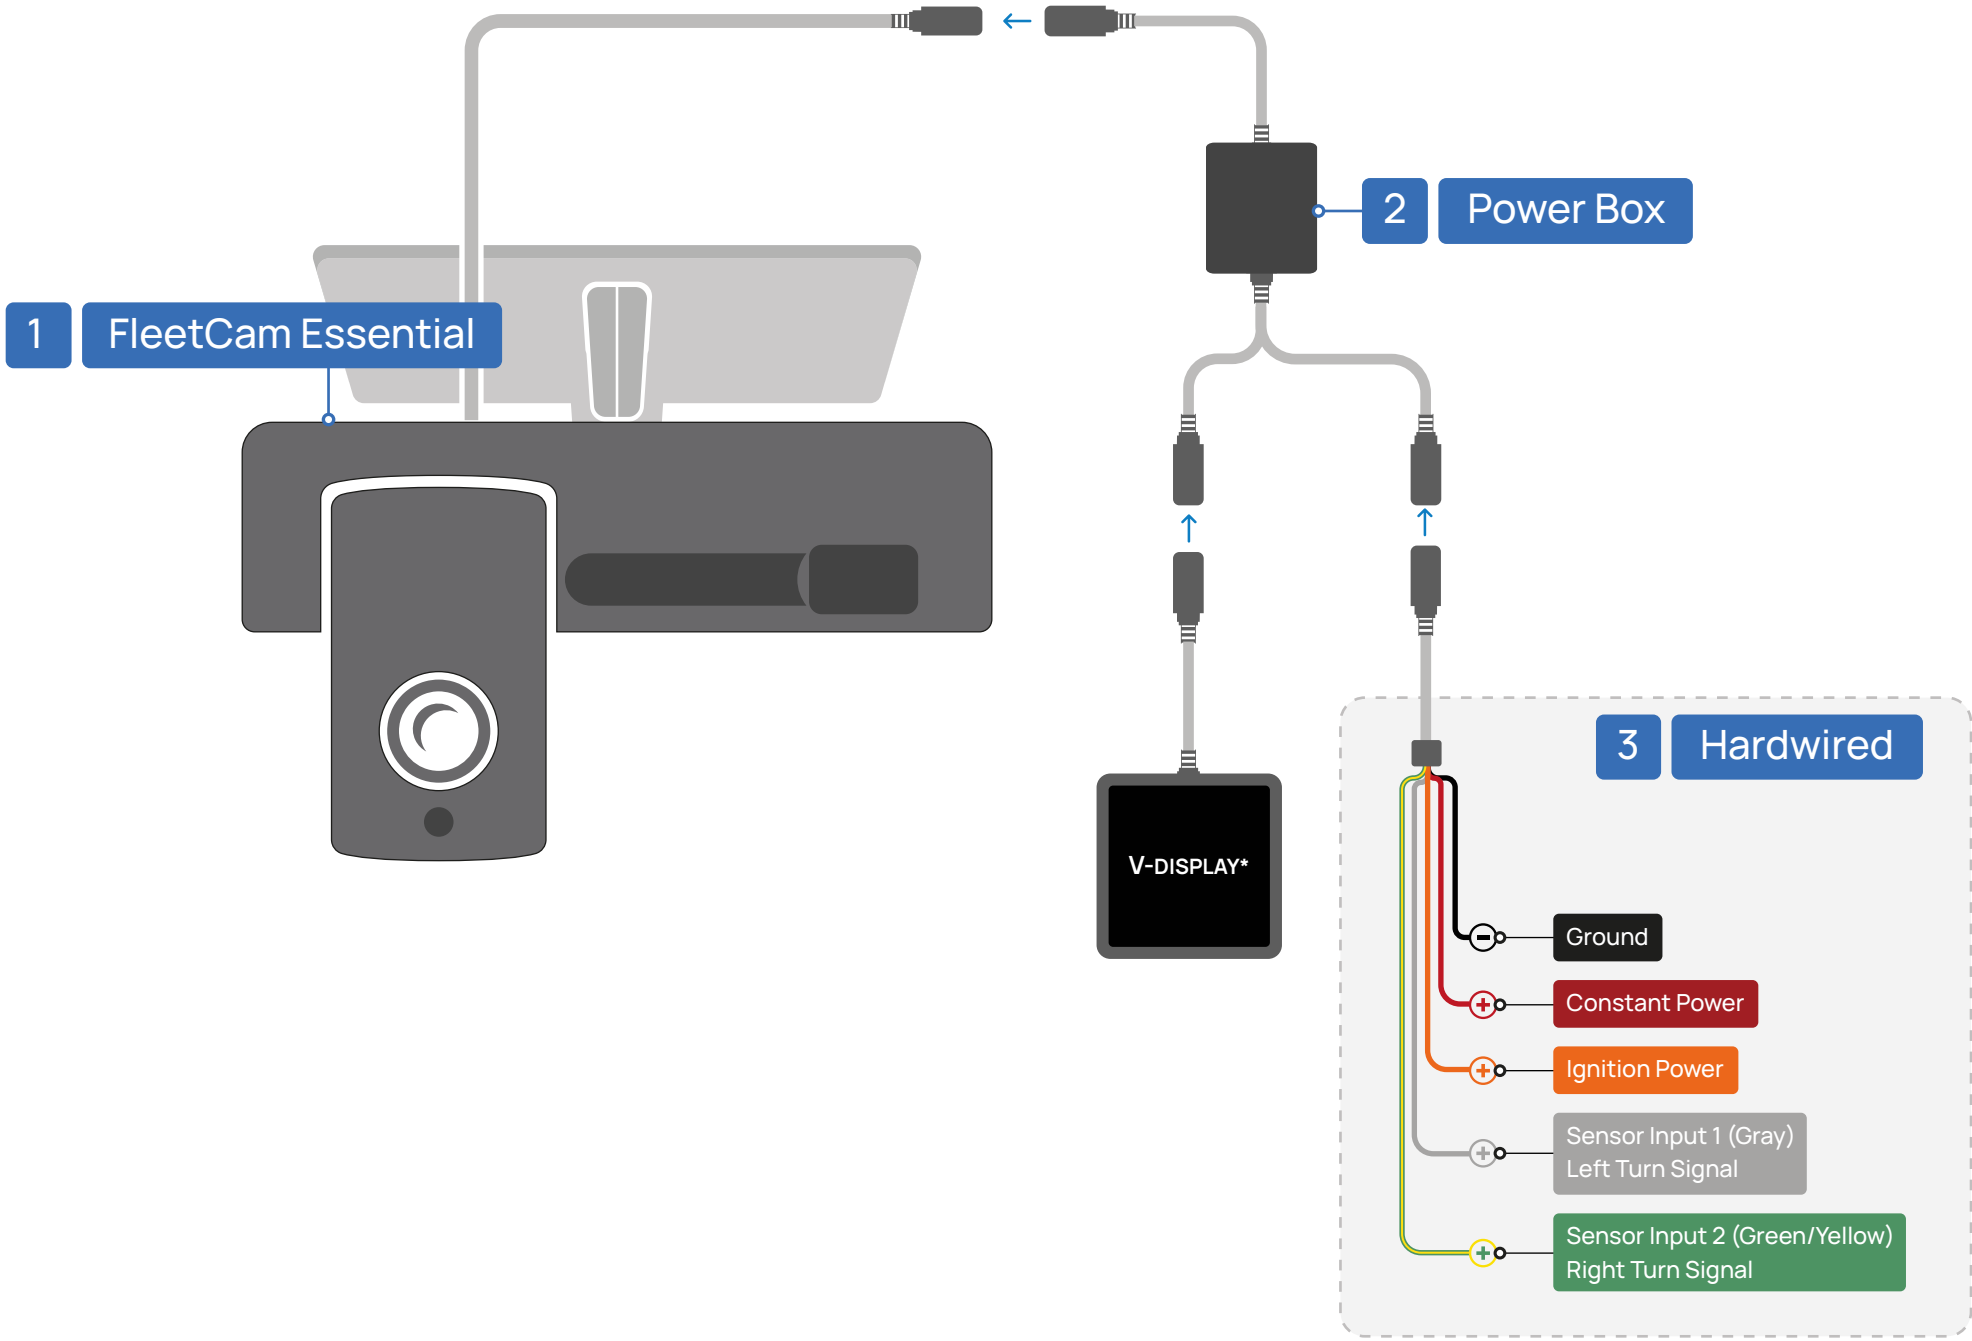 1 FleetCam Essential
2 Power Box
3 Hardwired
V-DISPLAY*
Ground
Constant Power
Ignition Power
Sensor Input 1 (Gray)
Left Turn Signal
Sensor Input 2 (Green/Yellow)
Right Turn Signal